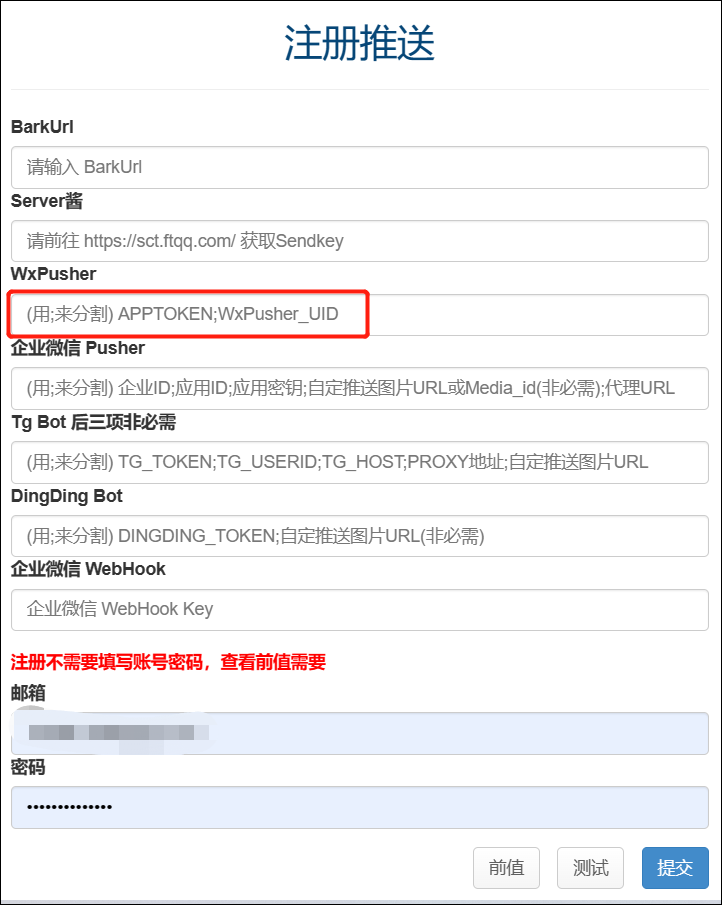 注册推送
BarkUrl
请输入 BarkUrl
Server酱
请前往 https://sct.ftqq.com/ 获取Sendkey
WxPusher
(用;来分割) APPTOKEN;WxPusher_UID
企业微信 Pusher
(用;来分割) 企业ID;应用ID;应用密钥;自定推送图片URL或Media_id(非必需);代理URL
Tg Bot 后三项非必需
(用;来分割) TG_TOKEN;TG_USERID;TG_HOST;PROXY地址;自定推送图片URL
DingDing Bot
(用;来分割) DINGDING_TOKEN;自定推送图片URL(非必需)
企业微信 WebHook
企业微信 WebHook Key
注册不需要填写账号密码，查看前值需要
邮箱
密码
••••••••••••••
前值 测试 提交